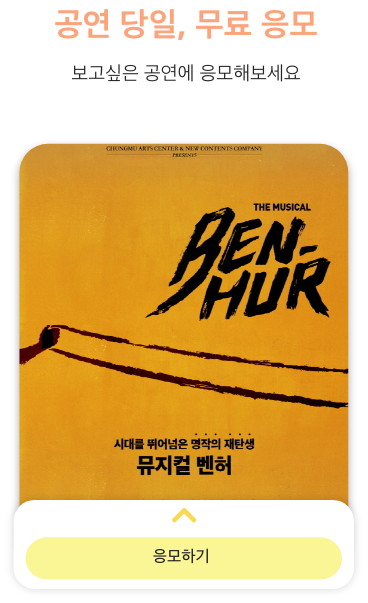 공연 당일, 무료 응모
보고싶은 공연에 응모해보세요
CHUNGMU ARTS CENTER & NEW CONTENTS COMPANY
PRESENTS
THE MUSICAL
BEN-
HUR
시대를 뛰어넘은 명작의 재탄생
뮤지컬 벤허
응모하기